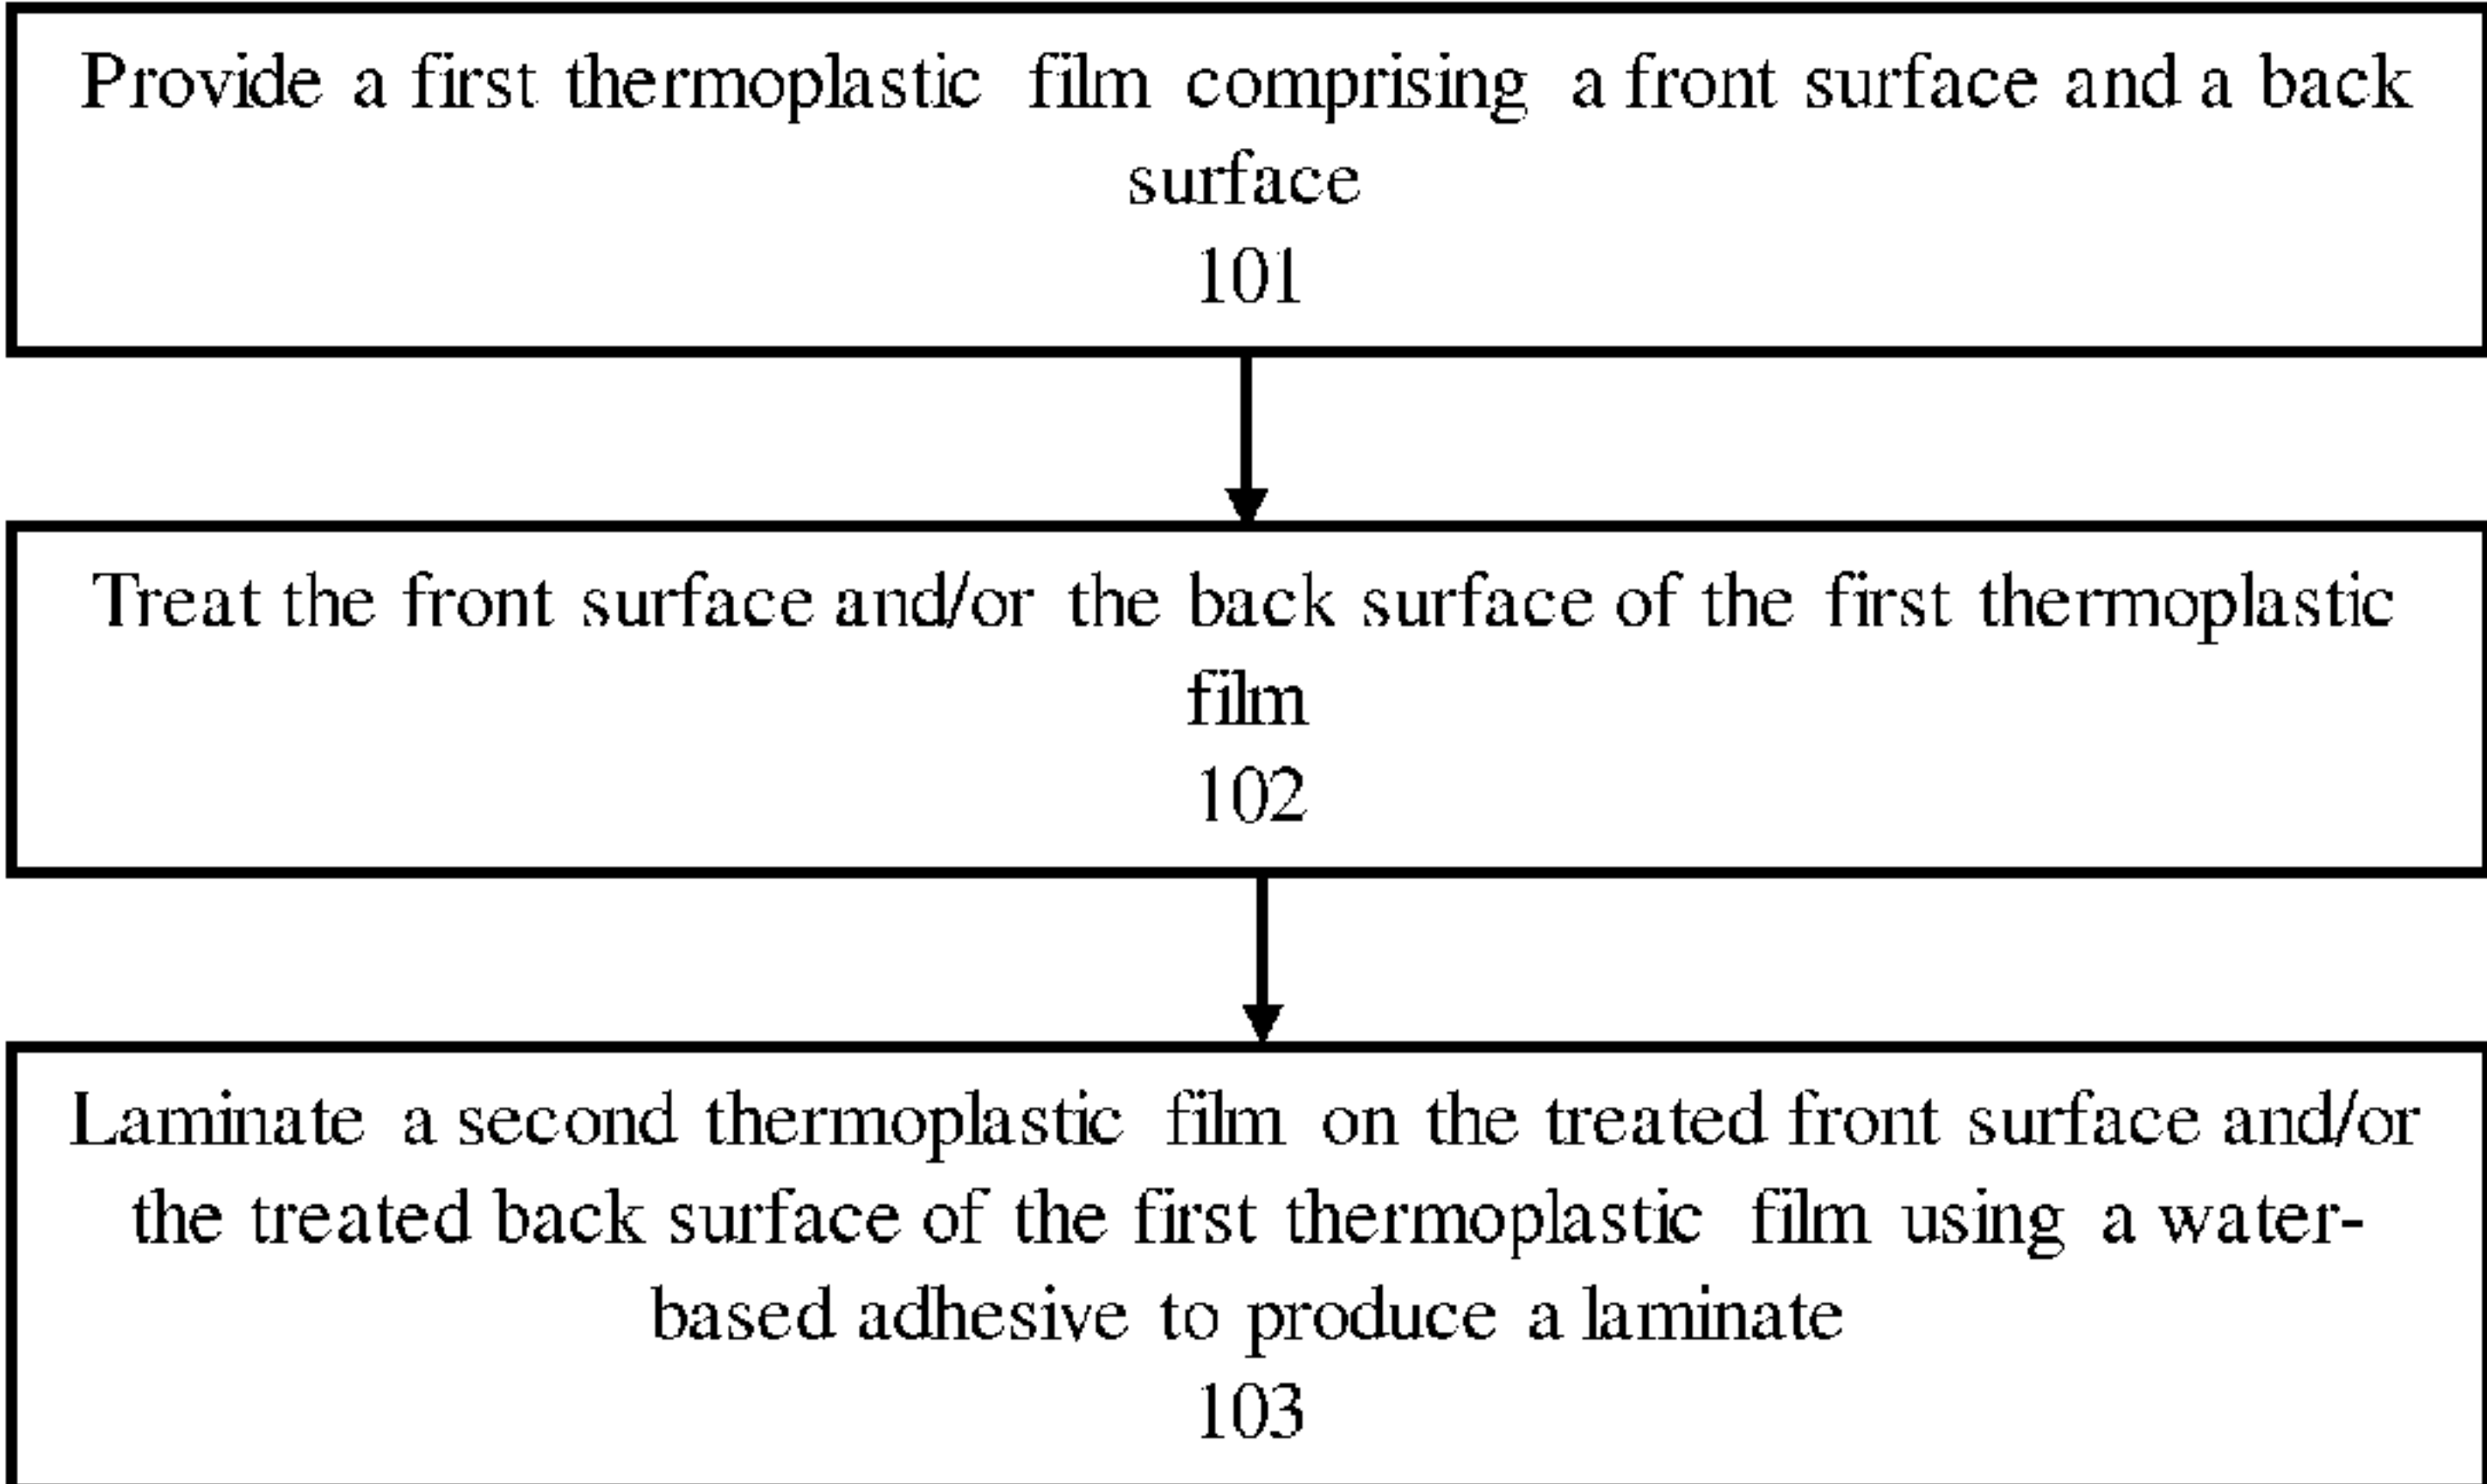 Provide a first thermoplastic film comprising a front surface and a back
surface
101
Treat the front surface and/or the back surface of the first thermoplastic
film
102
Laminate a second thermoplastic film on the treated front surface and/or
the treated back surface of the first thermoplastic film using a water-
based adhesive to produce a laminate
103